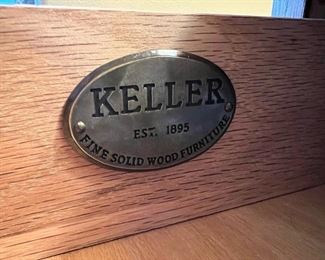 KELLER
EST. 1895
FINE SOLID WOOD FURNITURE